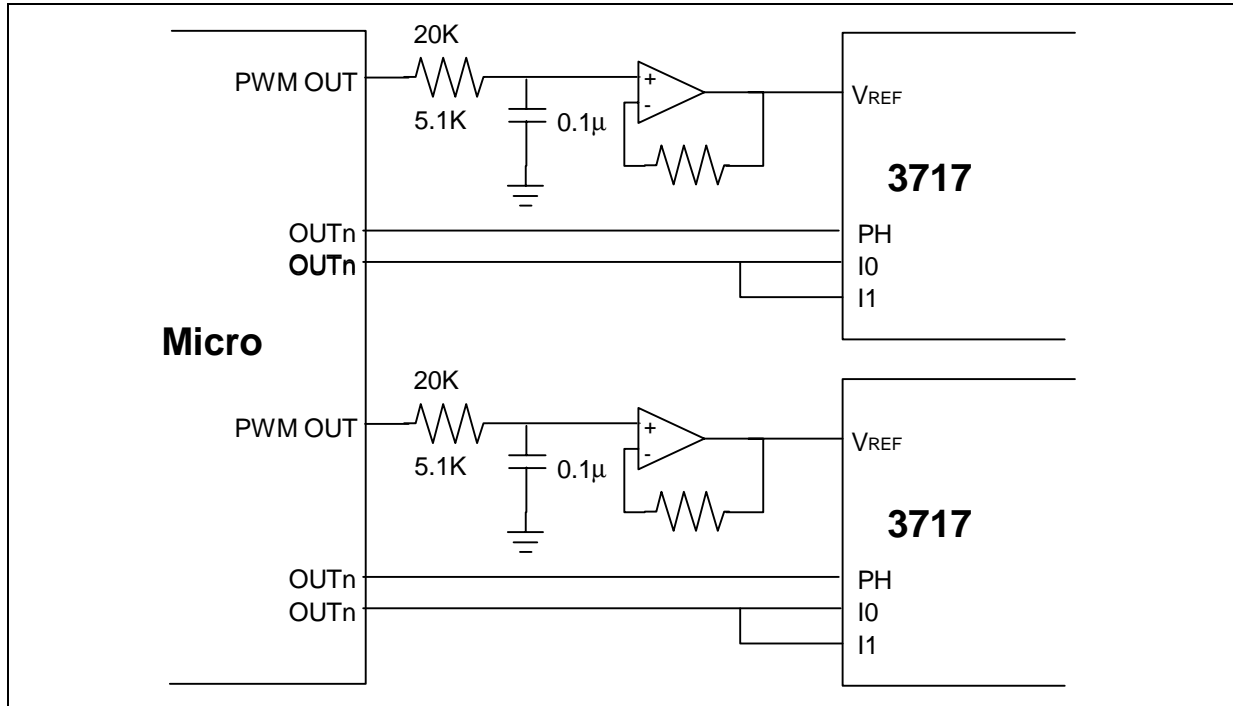 20K
PWM OUT
5.1K
0.1μ
+
-
VREF
3717
OUTn
PH
OUTn
I0
I1
Micro
20K
PWM OUT
5.1K
0.1μ
+
-
VREF
3717
OUTn
PH
OUTn
I0
I1